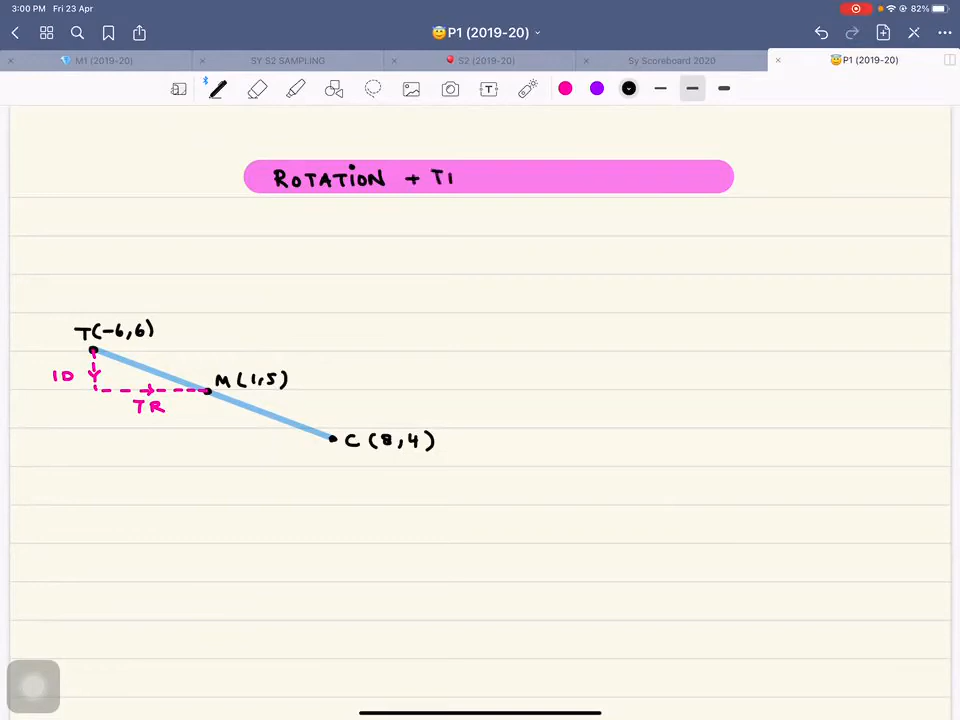 3:00 PM Fri 23 Apr
82%
😇P1 (2019-20)
💎 M1 (2019-20)
SY S2 SAMPLING
🎈 S2 (2019-20)
Sy Scoreboard 2020
😇P1 (2019-20)
T
ROTATION + TI
T(-6,6)
1D
M(1,5)
TR
C(8,4)